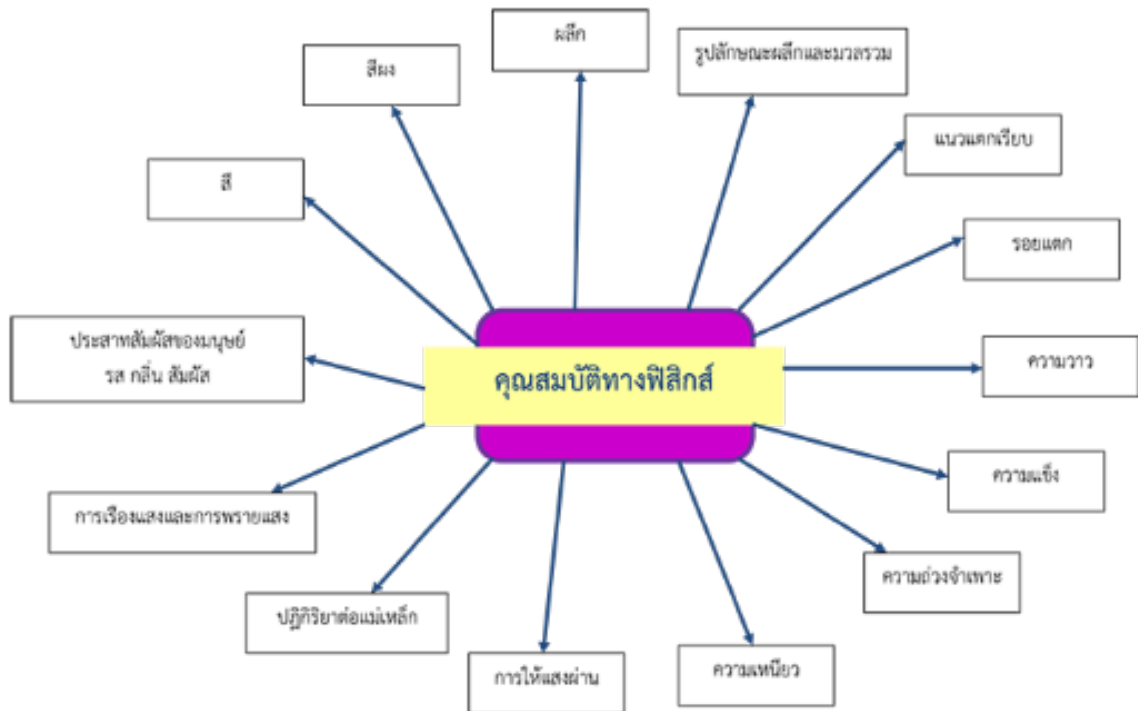 ผลึก
รูปลักษณะผลึกและมวลรวม
สีผง
แนวแตกเรียบ
สี
รอยแตก
ประสาทสัมผัสของมนุษย์
รส กลิ่น สัมผัส
คุณสมบัติทางฟิสิกส์
ความวาว
ความแข็ง
การเรืองแสงและการพรายแสง
ความถ่วงจำเพาะ
ปฏิกิริยาต่อแม่เหล็ก
การให้แสงผ่าน
ความเหนียว